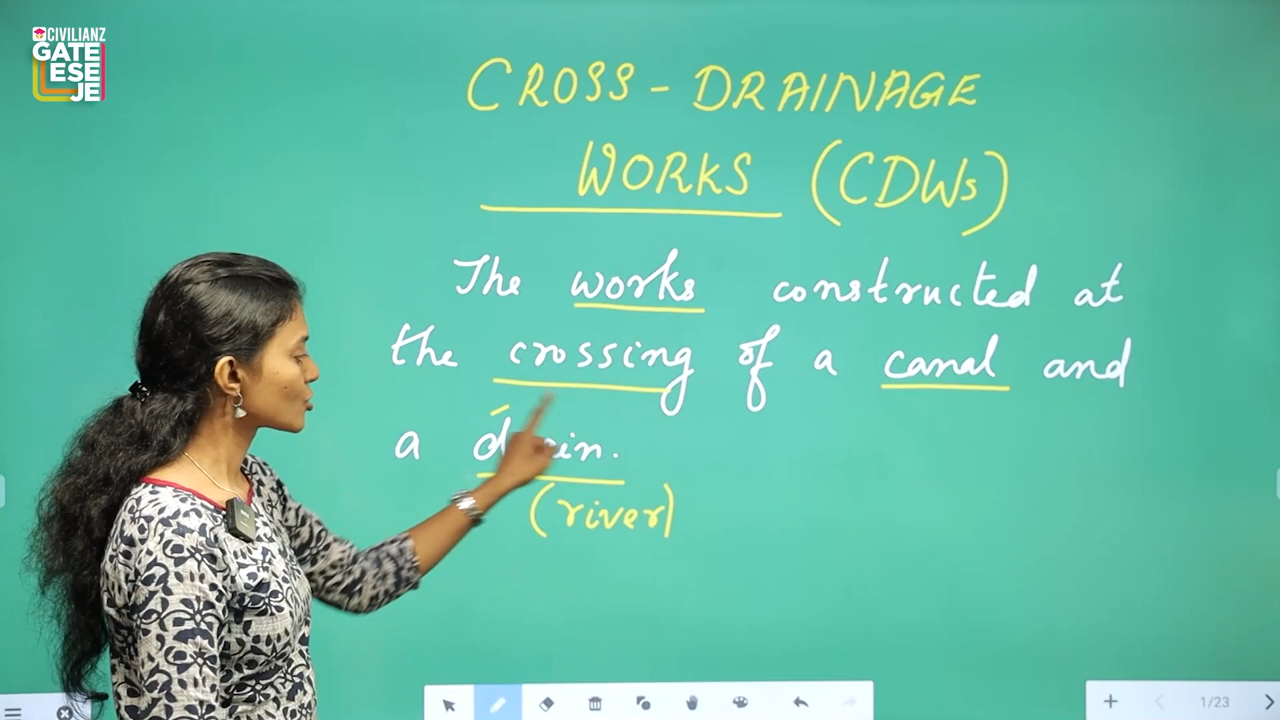 CIVILIANZ
GATE
ESE
JE
CROSS-DRAINAGE
WORKS (CDWs)
The works constructed at
the crossing of a canal and
a
(river)
1/23